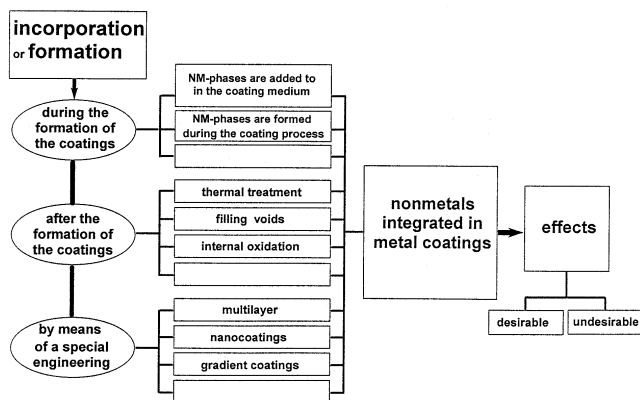 incorporation
or formation
during the
formation of
the coatings
NM-phases are added to
in the coating medium
NM-phases are formed
during the coating process
after the
formation of
the coatings
thermal treatment
filling voids
internal oxidation
by means
of a special
engineering
multilayer
nanocoatings
gradient coatings
nonmetals
integrated in
metal coatings
effects
desirable
undesirable